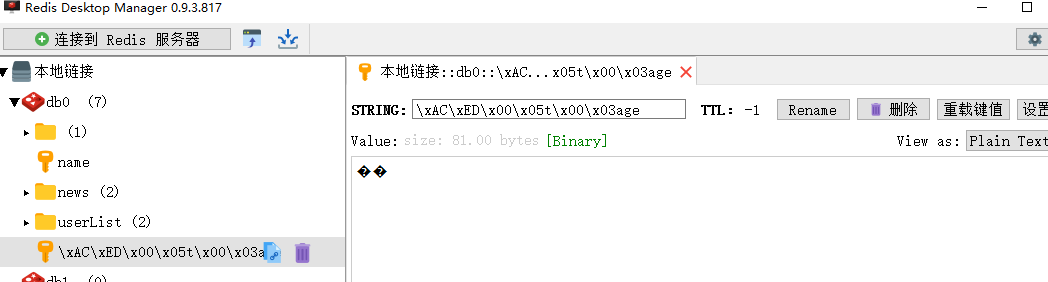 Redis Desktop Manager 0.9.3.817
连接到 Redis 服务器
本地链接
db0 (7)
(1)
name
news (2)
userList (2)
\xAC\xED\x00\x05t\x00\x03a
本地链接::db0::\xAC...x05t\x00\x03age
STRING: \xAC\xED\x00\x05t\x00\x03age TTL: -1 Rename 删除 重载键值 设置
Value: size: 81.00 bytes [Binary] View as: Plain Text
��